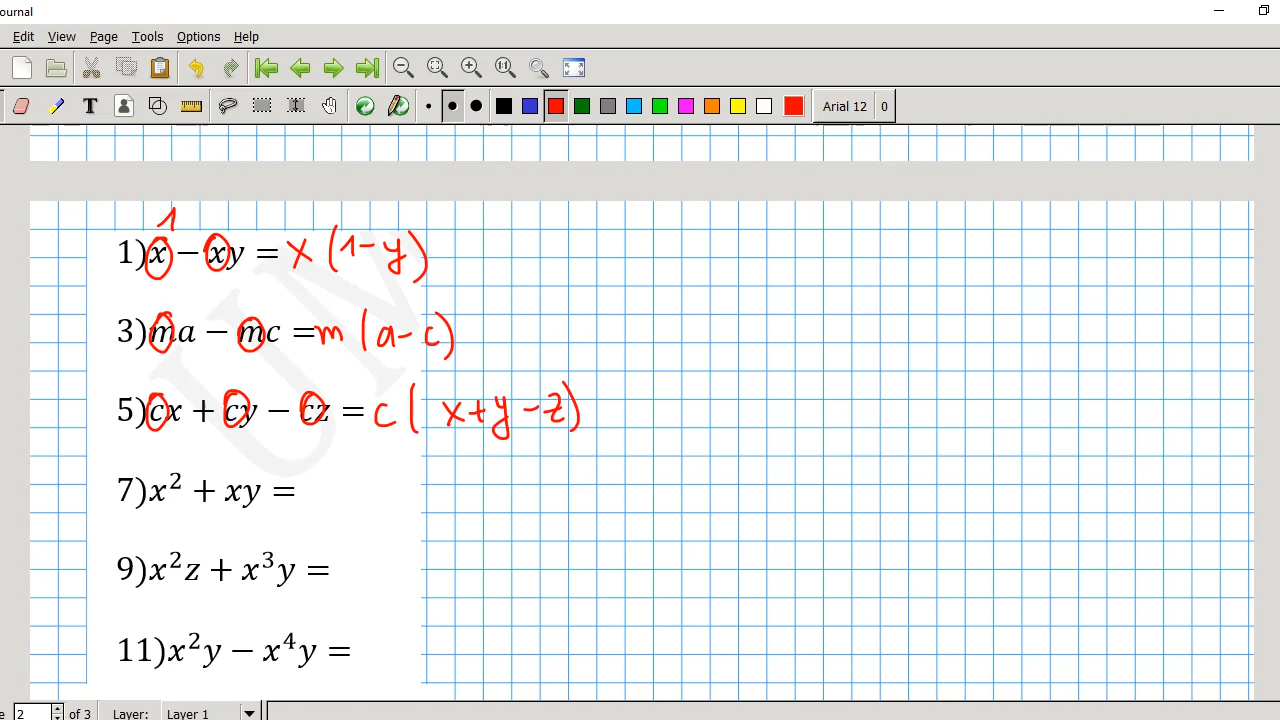 ournal
Edit View Page Tools Options Help
Arial 12 0
1
1) x − xy = x (1 − y)
3) ma − mc = m (a − c)
5) cx + cy − cz = c ( x + y − z)
7) x² + xy =
9) x²z + x³y =
11) x²y − x⁴y =
UM
e 2 of 3 Layer: Layer 1